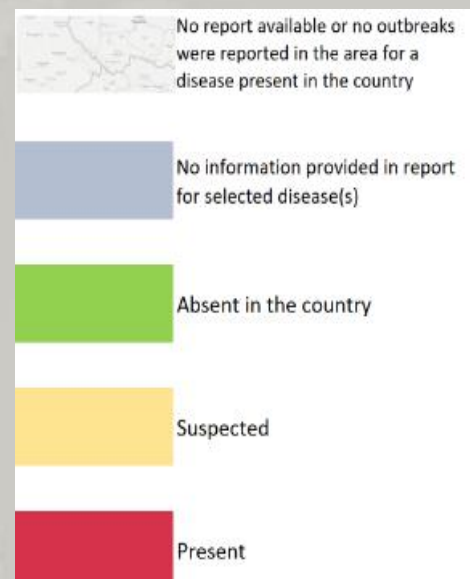 No report available or no outbreaks
were reported in the area for a
disease present in the country
No information provided in report
for selected disease(s)
Absent in the country
Suspected
Present